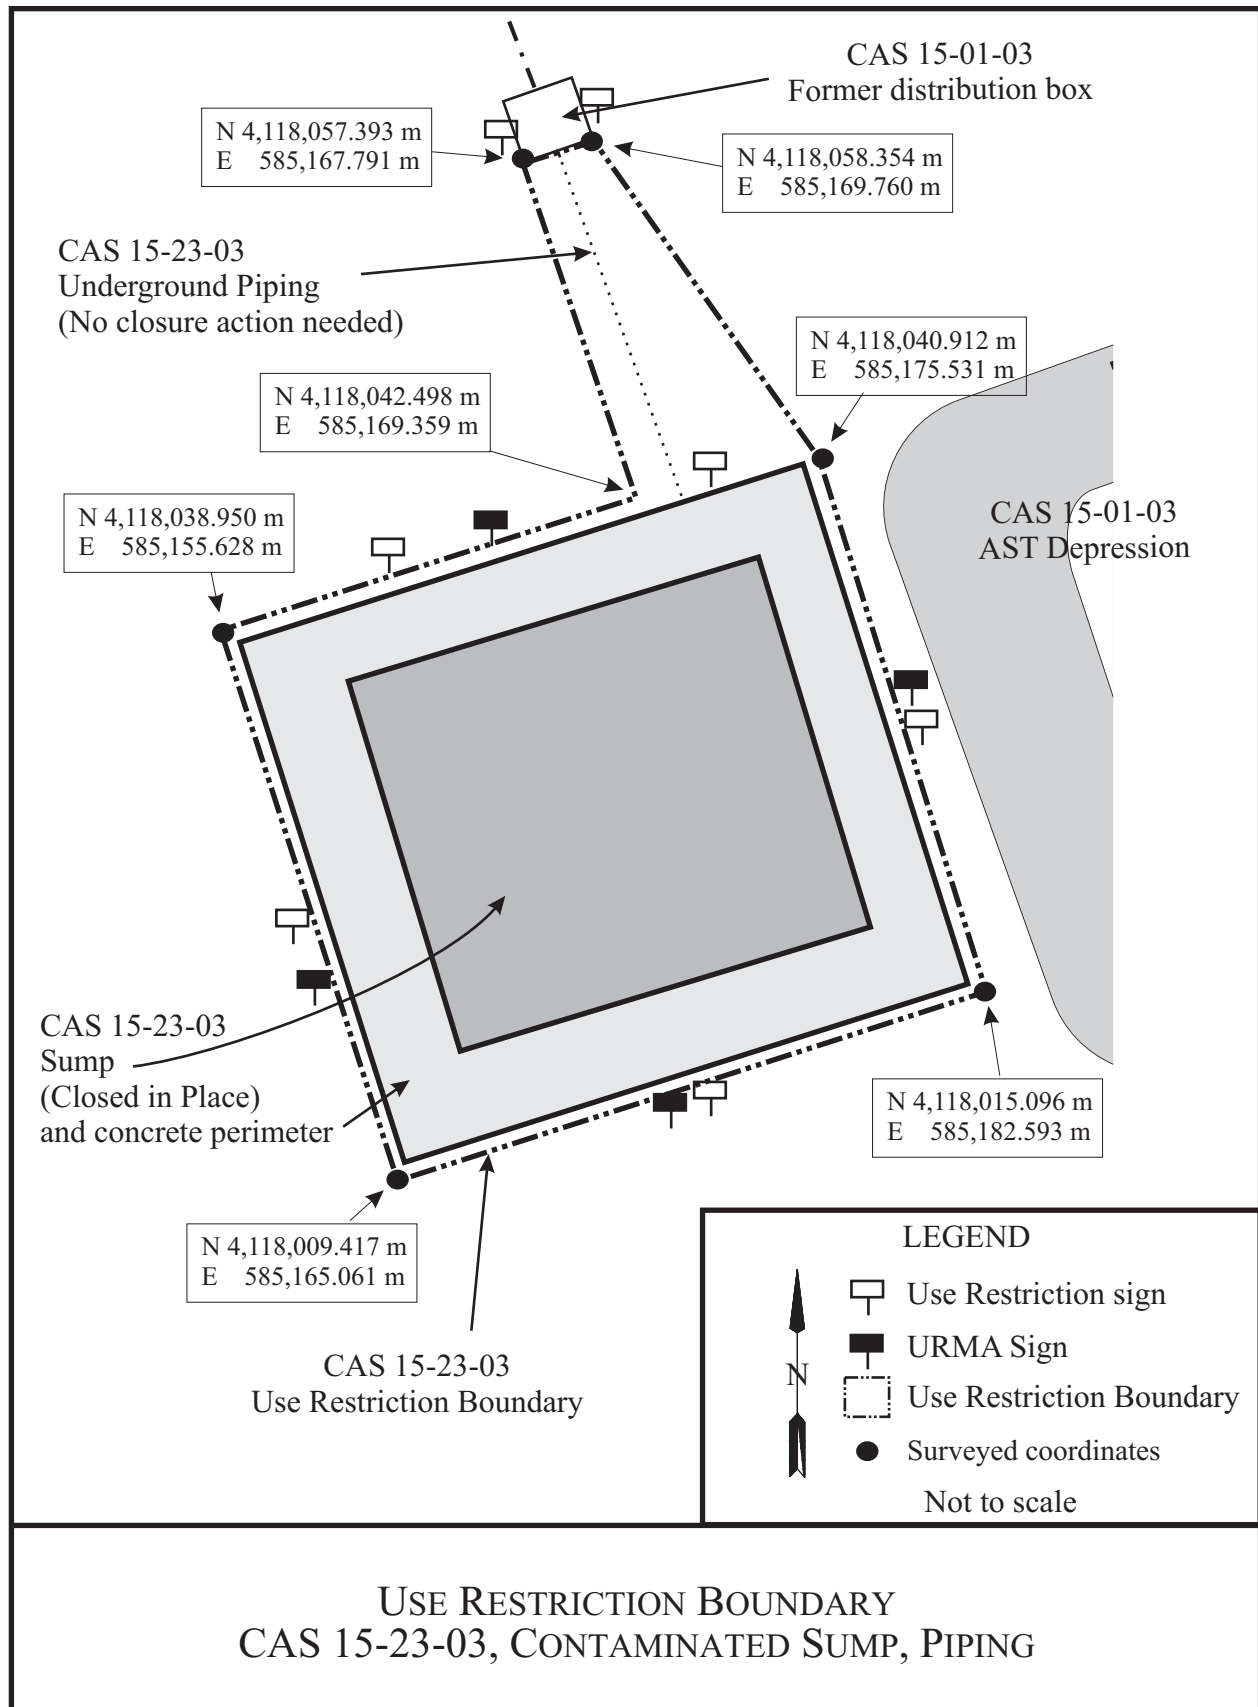 CAS 15-01-03
Former distribution box
N 4,118,057.393 m
E 585,167.791 m
N 4,118,058.354 m
E 585,169.760 m
CAS 15-23-03
Underground Piping
(No closure action needed)
N 4,118,040.912 m
E 585,175.531 m
N 4,118,042.498 m
E 585,169.359 m
N 4,118,038.950 m
E 585,155.628 m
CAS 15-01-03
AST Depression
CAS 15-23-03
Sump
(Closed in Place)
and concrete perimeter
N 4,118,015.096 m
E 585,182.593 m
N 4,118,009.417 m
E 585,165.061 m
CAS 15-23-03
Use Restriction Boundary
LEGEND
Use Restriction sign
URMA Sign
N
Use Restriction Boundary
Surveyed coordinates
Not to scale
USE RESTRICTION BOUNDARY
CAS 15-23-03, CONTAMINATED SUMP, PIPING